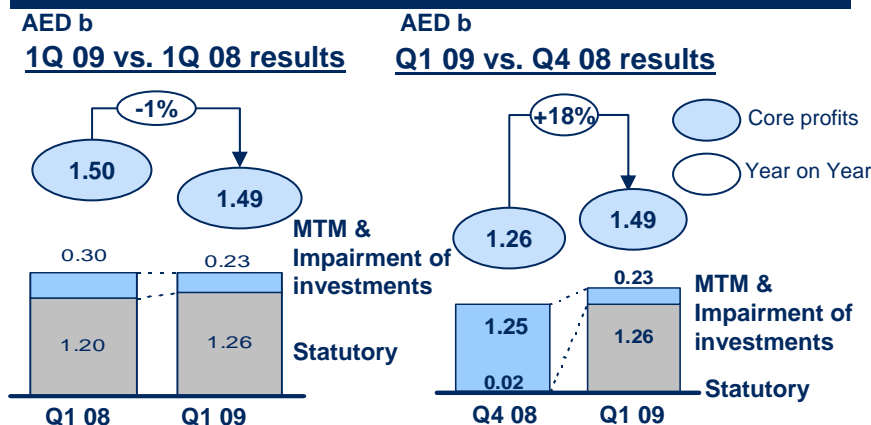 AED b
1Q 09 vs. 1Q 08 results
-1%
1.50
1.49
MTM &
Impairment of
investments
0.30
0.23
1.20
1.26
Statutory
Q1 08
Q1 09
AED b
Q1 09 vs. Q4 08 results
+18%
1.26
1.49
Core profits
Year on Year
0.23
MTM &
Impairment of
investments
1.25
1.26
0.02
Statutory
Q4 08
Q1 09